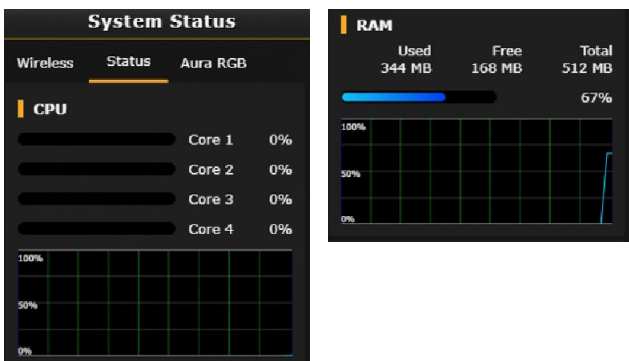 System Status
Wireless Status Aura RGB
CPU
Core 1 0%
Core 2 0%
Core 3 0%
Core 4 0%
100%
50%
0%
RAM
Used Free Total
344 MB 168 MB 512 MB
67%
100%
50%
0%